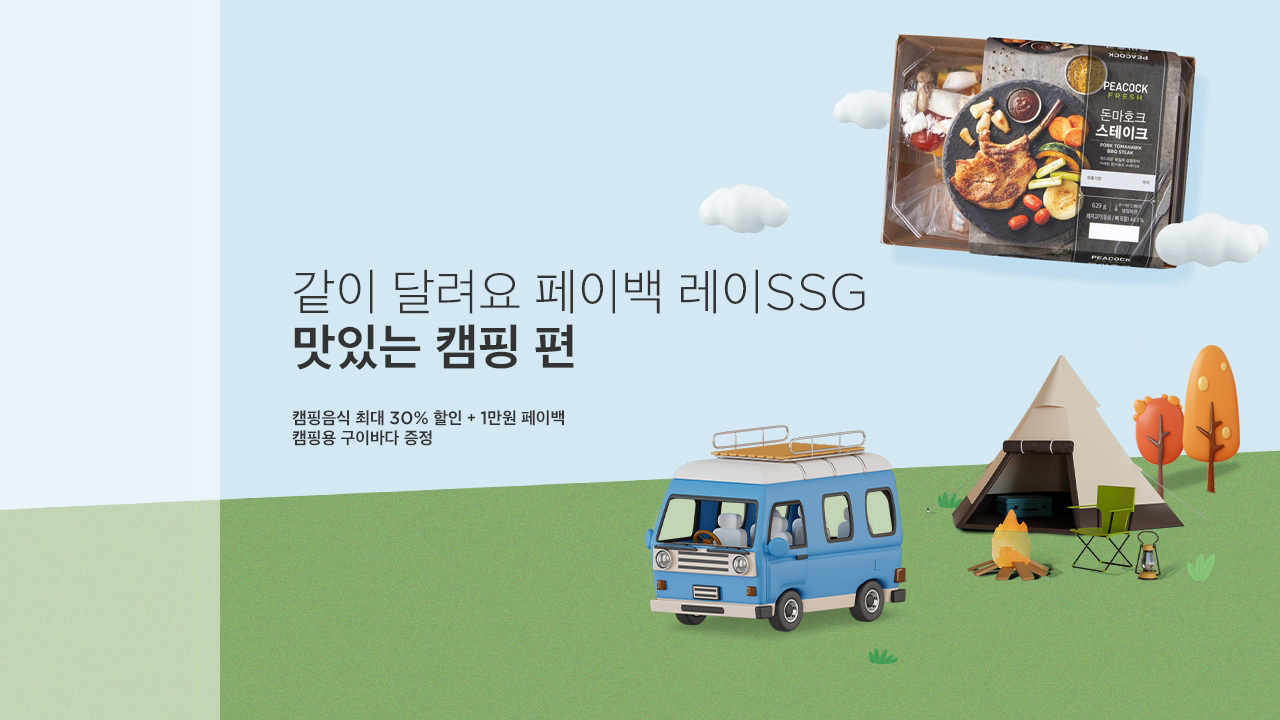 같이 달려요 페이백 레이SSG
맛있는 캠핑 편
캠핑음식 최대 30% 할인 + 1만원 페이백
캠핑용 구이바다 증정
PEACOCK
PEACOCK
FRESH
돈마호크
스테이크
PORK TOMAHAWK
BBQ STEAK
629 g
PEACOCK